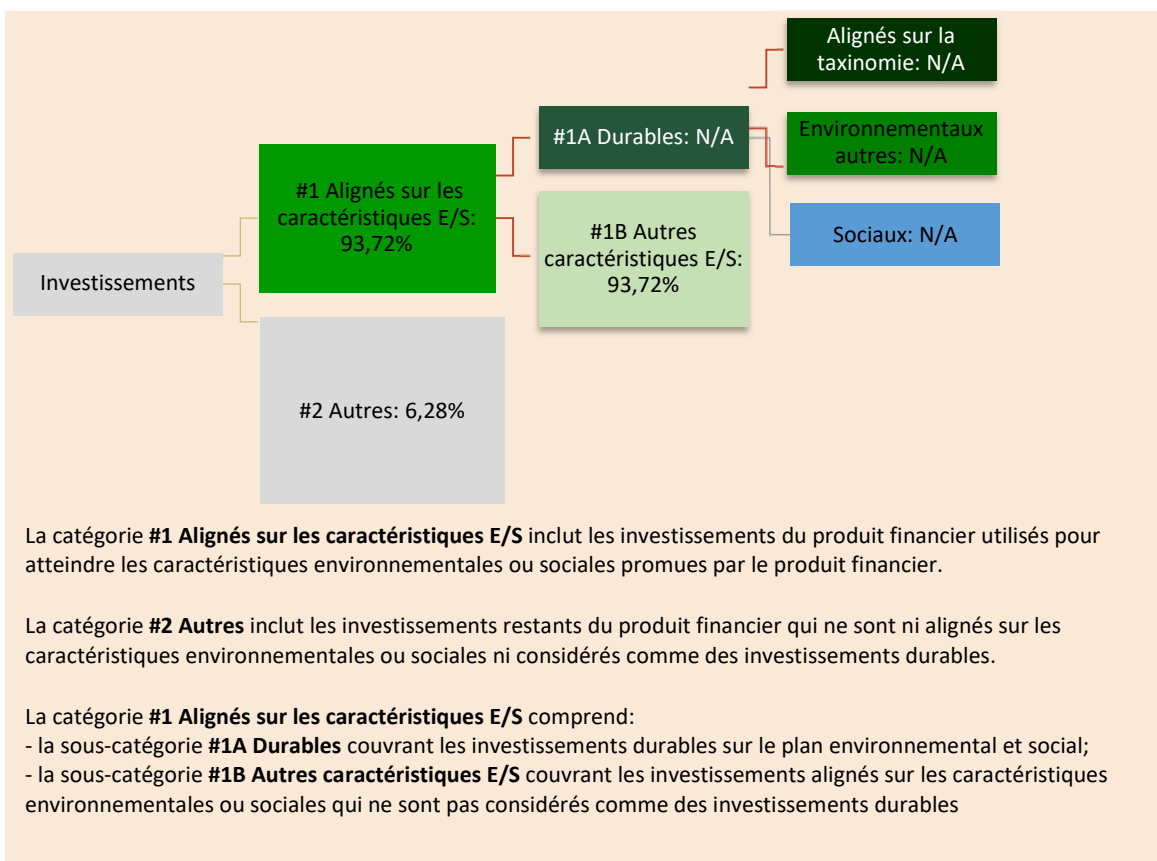 Alignés sur la
taxinomie: N/A
#1A Durables: N/A
Environnementaux
autres: N/A
#1 Alignés sur les
caractéristiques E/S:
93,72%
#1B Autres
caractéristiques E/S:
93,72%
Sociaux: N/A
Investissements
#2 Autres: 6,28%
La catégorie #1 Alignés sur les caractéristiques E/S inclut les investissements du produit financier utilisés pour
atteindre les caractéristiques environnementales ou sociales promues par le produit financier.
La catégorie #2 Autres inclut les investissements restants du produit financier qui ne sont ni alignés sur les
caractéristiques environnementales ou sociales ni considérés comme des investissements durables.
La catégorie #1 Alignés sur les caractéristiques E/S comprend:
- la sous-catégorie #1A Durables couvrant les investissements durables sur le plan environnemental et social;
- la sous-catégorie #1B Autres caractéristiques E/S couvrant les investissements alignés sur les caractéristiques
environnementales ou sociales qui ne sont pas considérés comme des investissements durables